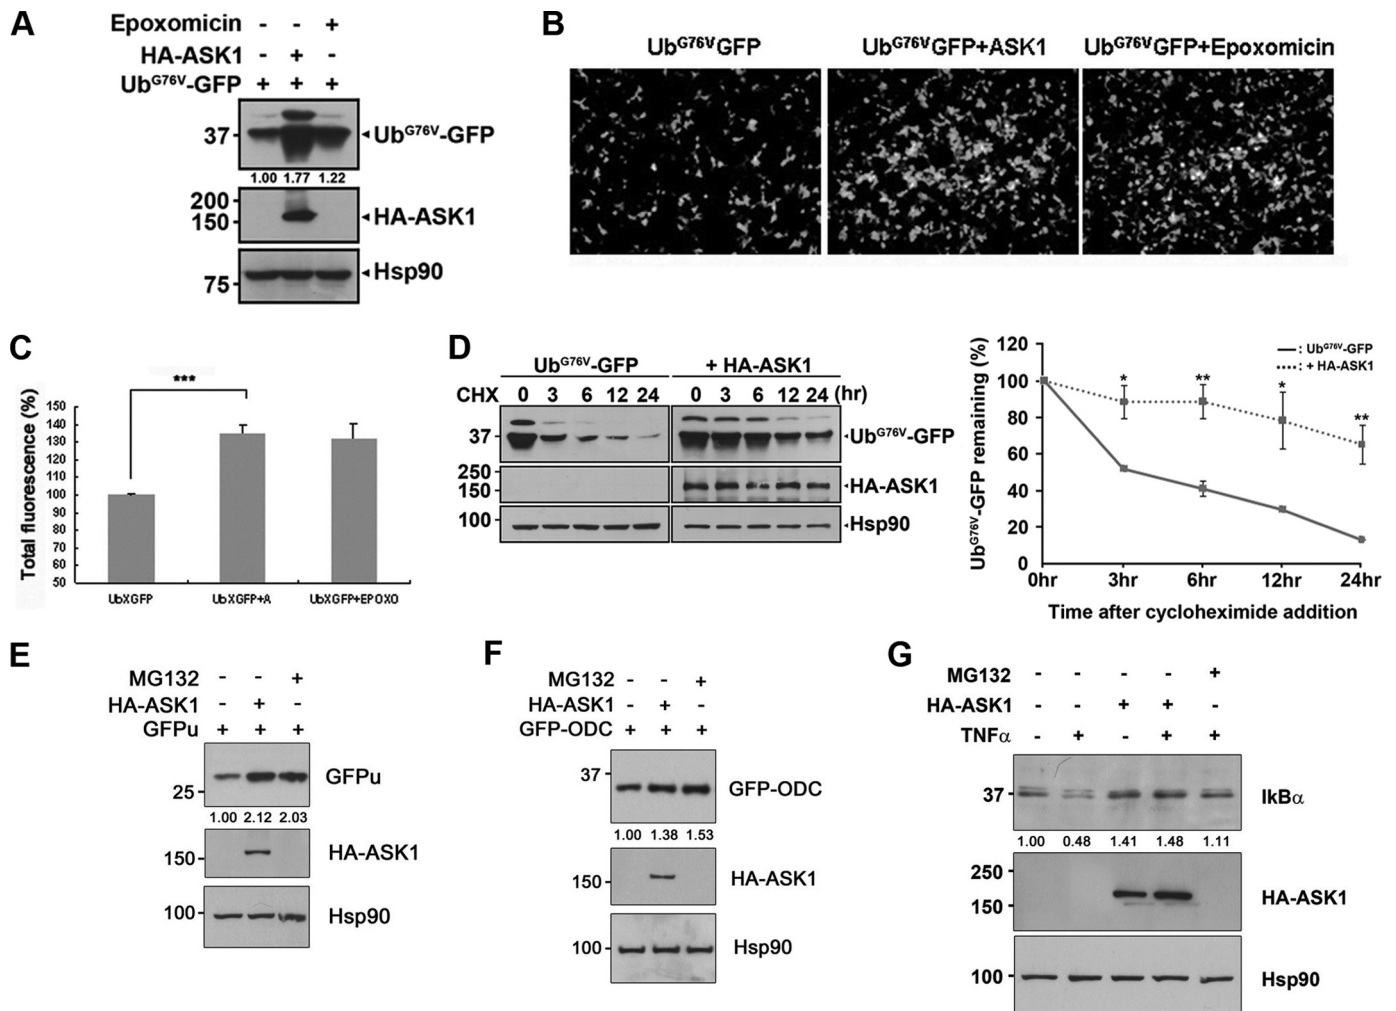 A
Epoxomicin - - +
HA-ASK1 - + -
Ub^G76V-GFP + + +
37
Ub^G76V-GFP
1.00 1.77 1.22
200
150
HA-ASK1
75
Hsp90
B
Ub^G76VGFP Ub^G76VGFP+ASK1 Ub^G76VGFP+Epoxomicin
C
Total fluorescence (%)
150
140
130
120
110
100
90
80
70
60
50
***
UbXGFP UbXGFP+A UbXGFP+EPOXO
D
Ub^G76V-GFP + HA-ASK1
CHX 0 3 6 12 24 0 3 6 12 24 (hr)
37
Ub^G76V-GFP
250
150
HA-ASK1
100
Hsp90
Ub^G76V-GFP remaining (%)
120
100
80
60
40
20
0
: Ub^G76V-GFP
: + HA-ASK1
* ** * **
0hr 3hr 6hr 12hr 24hr
Time after cycloheximide addition
E
MG132 - - +
HA-ASK1 - + -
GFPu + + +
GFPu
25
1.00 2.12 2.03
150
HA-ASK1
100
Hsp90
F
MG132 - - +
HA-ASK1 - + -
GFP-ODC + + +
37
GFP-ODC
1.00 1.38 1.53
150
HA-ASK1
100
Hsp90
G
MG132 - - - - +
HA-ASK1 - - + + -
TNFα - + - + +
37
IkBα
1.00 0.48 1.41 1.48 1.11
250
150
HA-ASK1
100
Hsp90